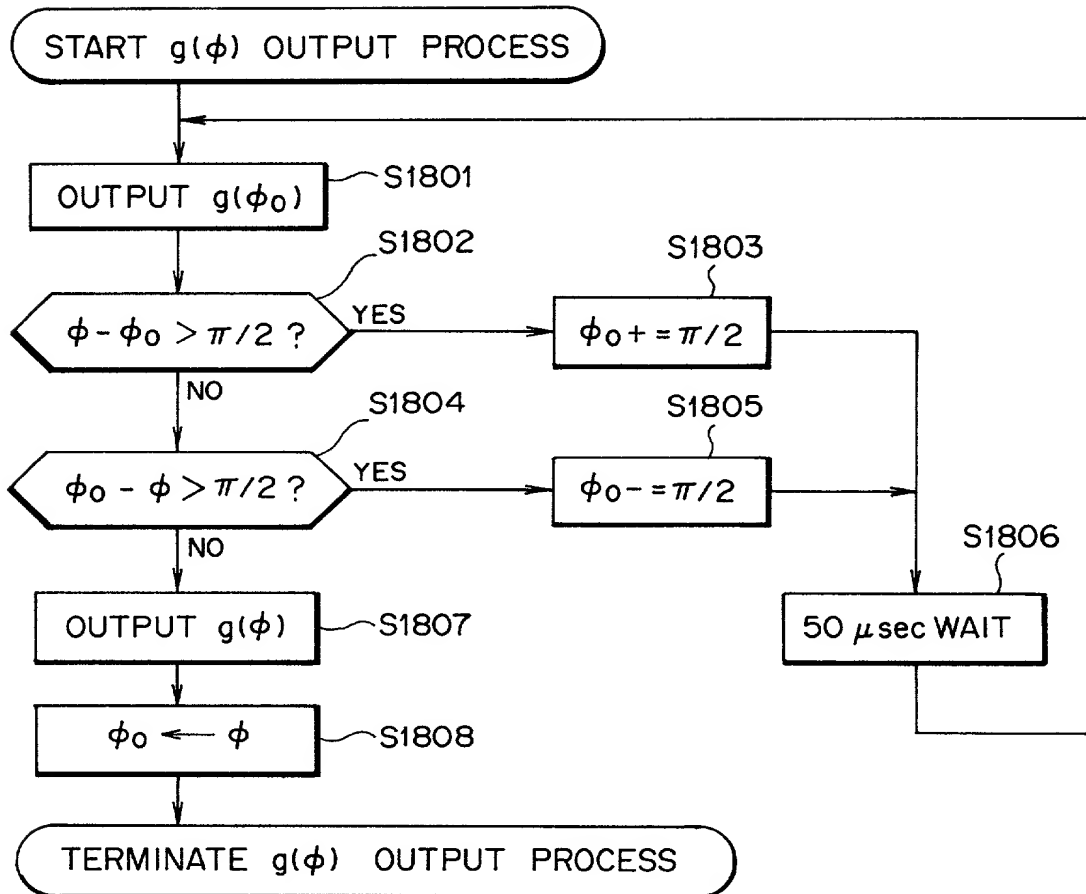 START g(ϕ) OUTPUT PROCESS
OUTPUT g(ϕ₀)
S1801
S1802
ϕ-ϕ₀ > π/2 ?
YES
NO
S1803
ϕ₀+=π/2
S1804
ϕ₀-ϕ > π/2 ?
YES
NO
S1805
ϕ₀-=π/2
S1806
50 μsec WAIT
OUTPUT g(ϕ)
S1807
ϕ₀ ← ϕ
S1808
TERMINATE g(ϕ) OUTPUT PROCESS